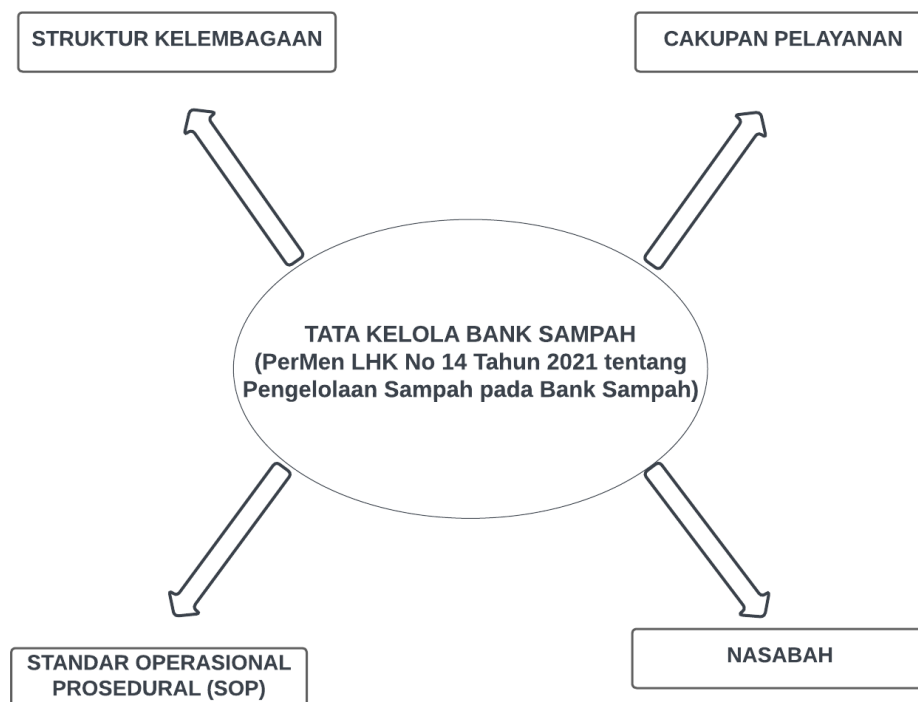 STRUKTUR KELEMBAGAAN
CAKUPAN PELAYANAN
TATA KELOLA BANK SAMPAH
(PerMen LHK No 14 Tahun 2021 tentang
Pengelolaan Sampah pada Bank Sampah)
STANDAR OPERASIONAL
PROSEDURAL (SOP)
NASABAH